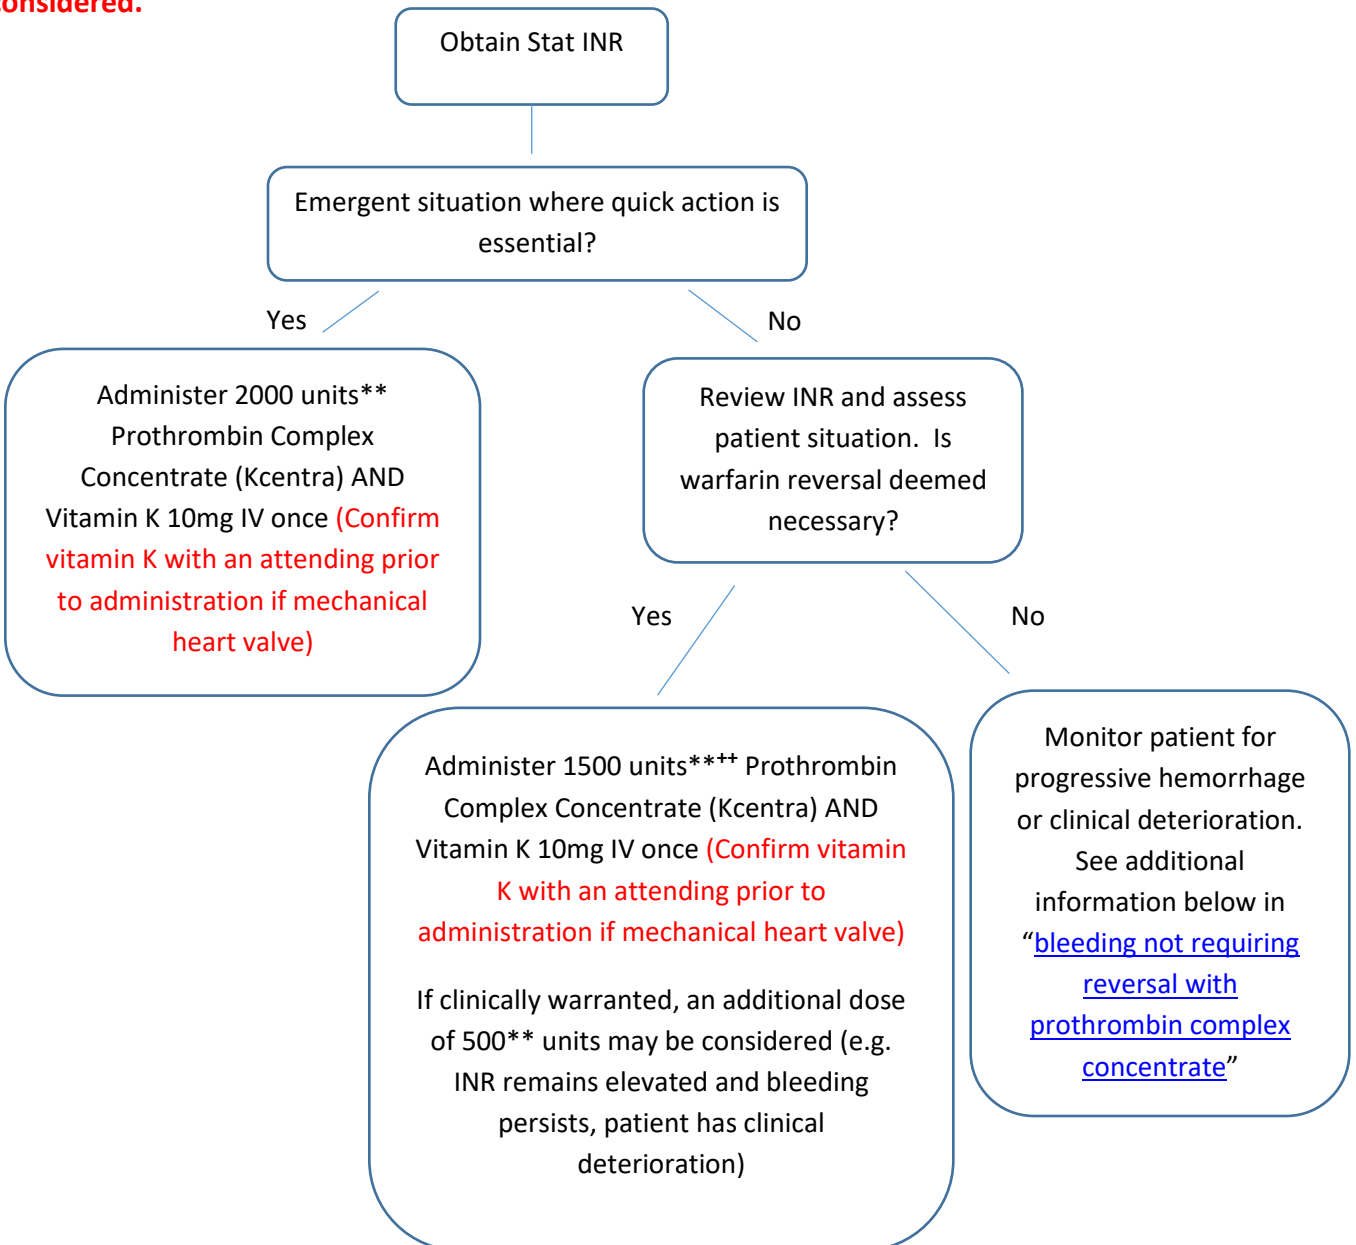 considered.
Obtain Stat INR
Emergent situation where quick action is
essential?
Yes
No
Administer 2000 units**
Prothrombin Complex
Concentrate (Kcentra) AND
Vitamin K 10mg IV once (Confirm
vitamin K with an attending prior
to administration if mechanical
heart valve)
Review INR and assess
patient situation.  Is
warfarin reversal deemed
necessary?
Yes
No
Administer 1500 units**⁺⁺ Prothrombin
Complex Concentrate (Kcentra) AND
Vitamin K 10mg IV once (Confirm vitamin
K with an attending prior to
administration if mechanical heart valve)
If clinically warranted, an additional dose
of 500** units may be considered (e.g.
INR remains elevated and bleeding
persists, patient has clinical
deterioration)
Monitor patient for
progressive hemorrhage
or clinical deterioration.
See additional
information below in
“bleeding not requiring
reversal with
prothrombin complex
concentrate”